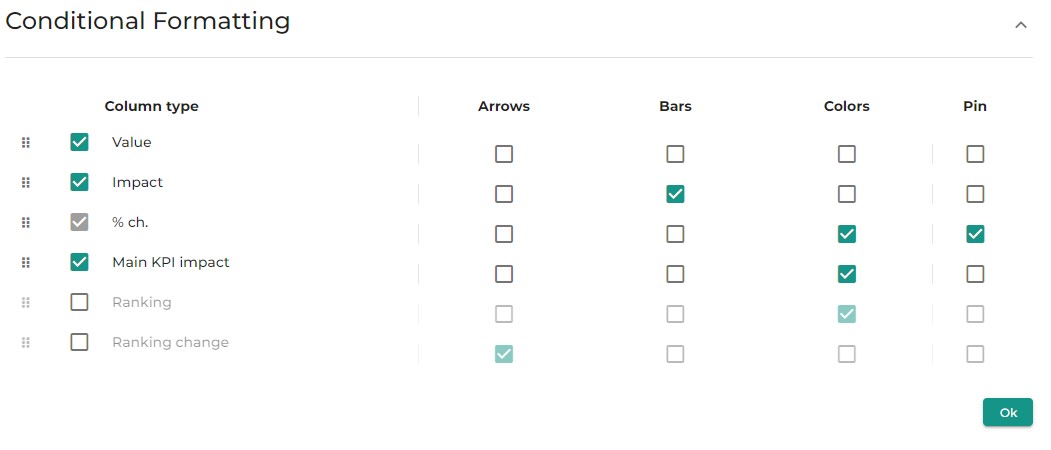 Conditional Formatting
Column type Arrows Bars Colors Pin
Value
Impact
% ch.
Main KPI impact
Ranking
Ranking change
Ok